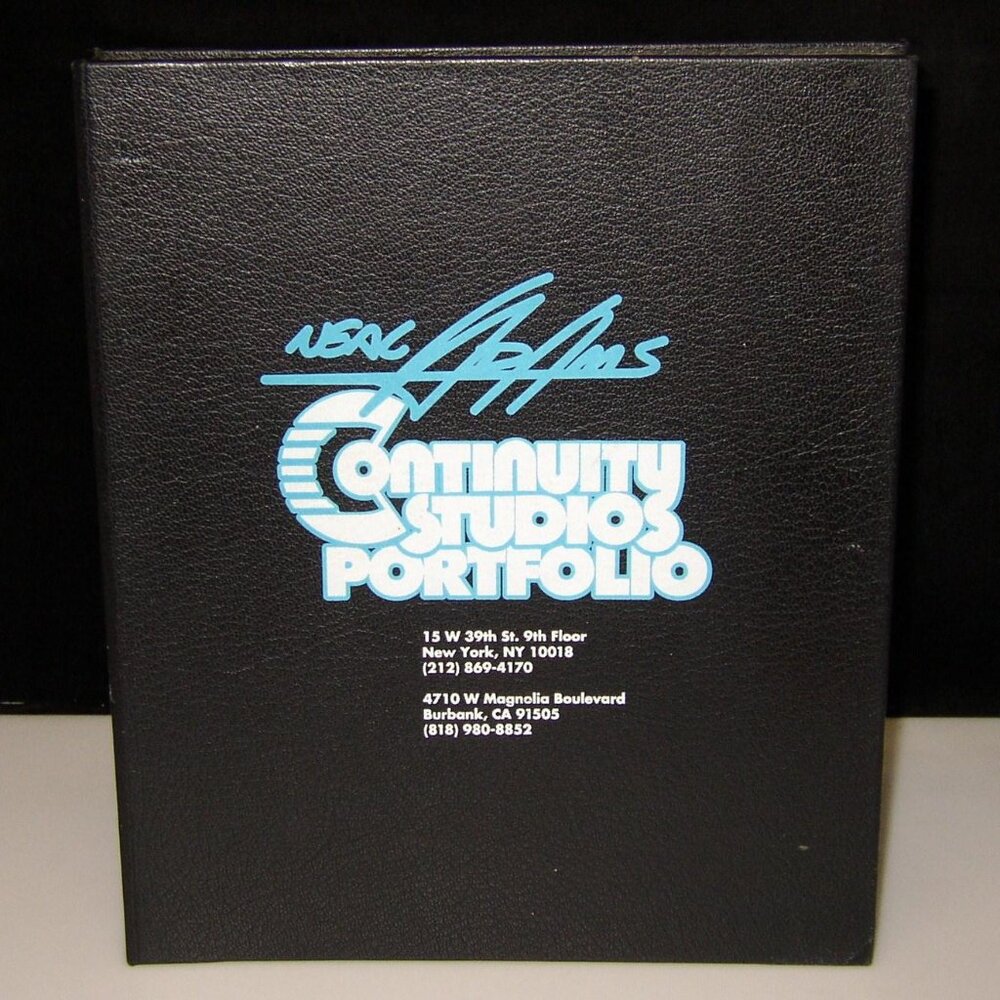 NEAL ADAMS
CONTINUITY
STUDIOS
PORTFOLIO
15 W 39th St. 9th Floor
New York, NY 10018
(212) 869-4170
4710 W Magnolia Boulevard
Burbank, CA 91505
(818) 980-8852